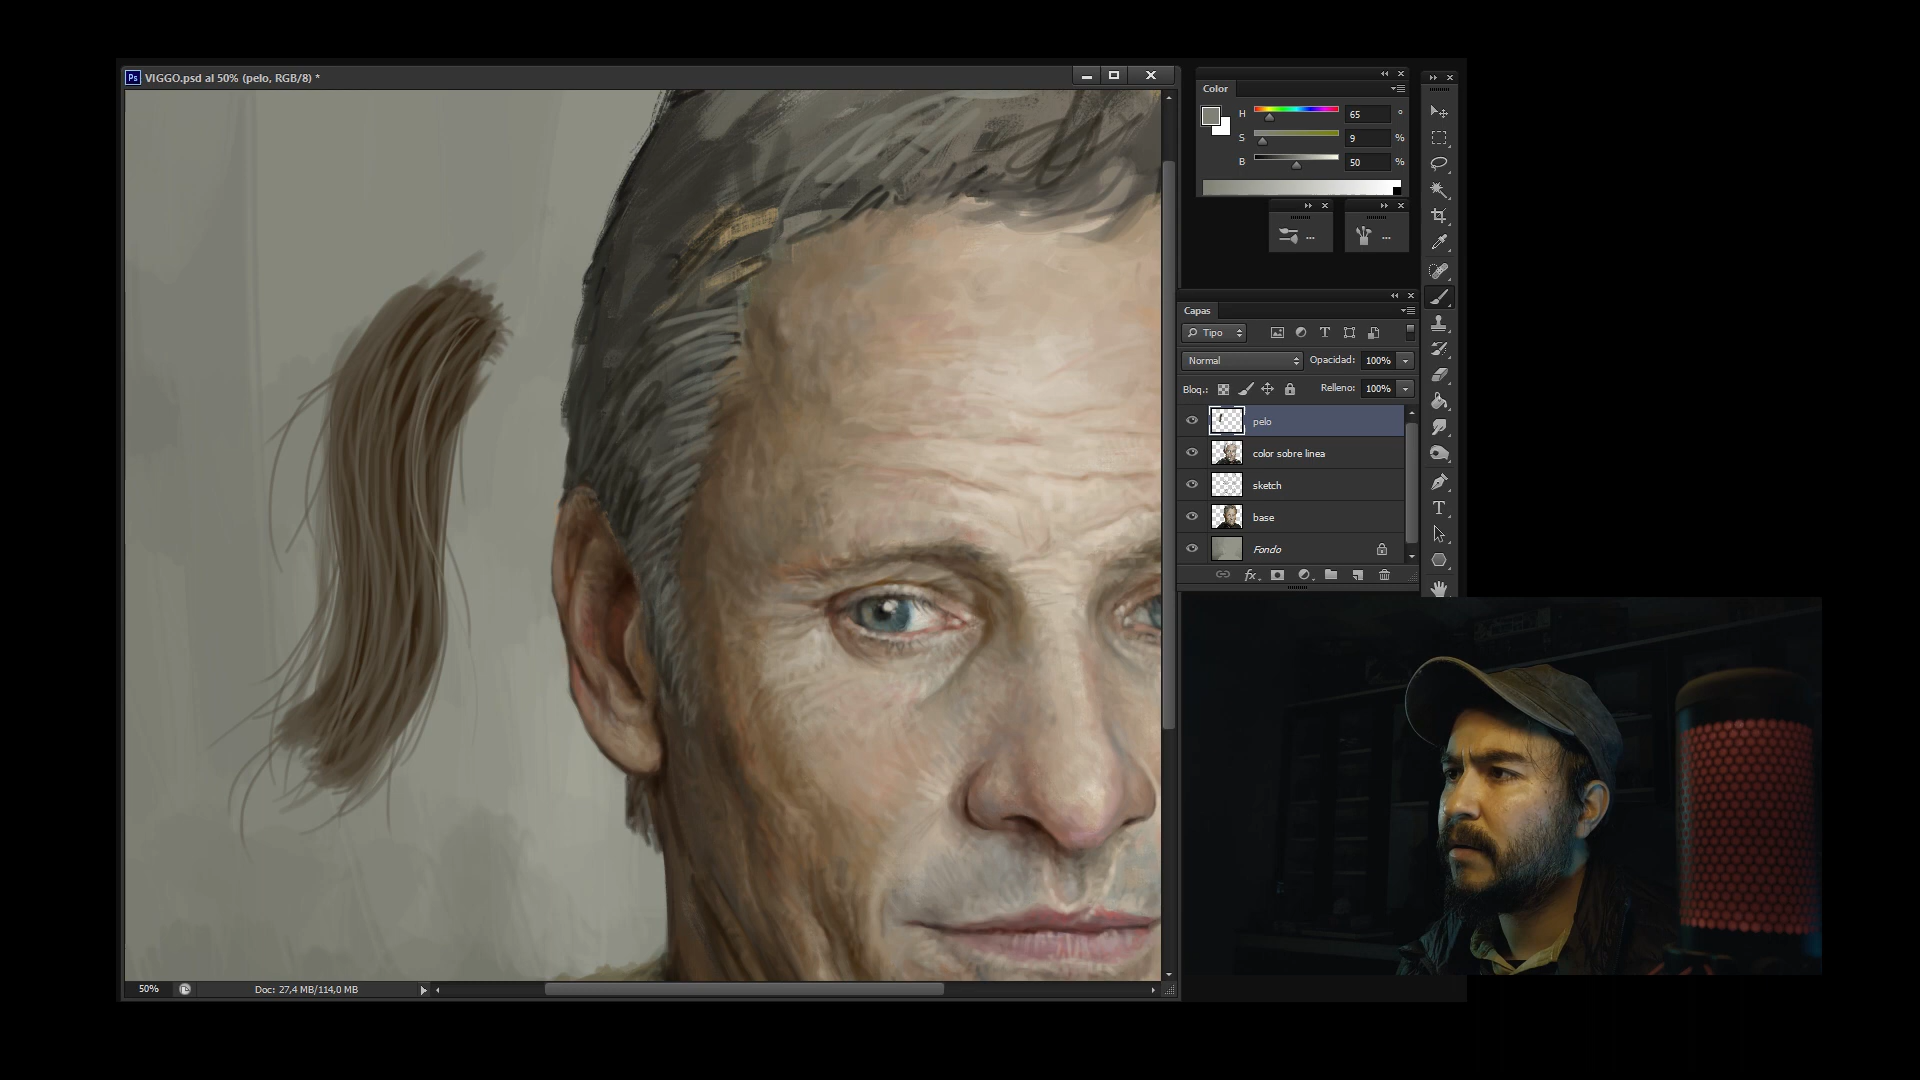 Ps VIGGO.psd al 50% (pelo, RGB/8) *
Color
H 65 °
S 9 %
B 50 %
Capas
Tipo
Normal Opacidad: 100%
Bloq.: Relleno: 100%
pelo
color sobre linea
sketch
base
Fondo
fx
50% Doc: 27,4 MB/114,0 MB